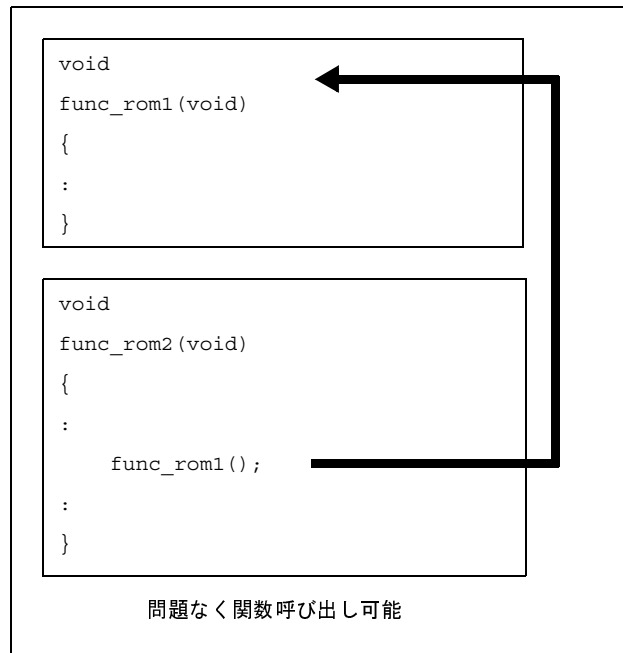 void
func_rom1(void)
{
:
}
void
func_rom2(void)
{
:
func_rom1();
:
}
問題なく関数呼び出し可能